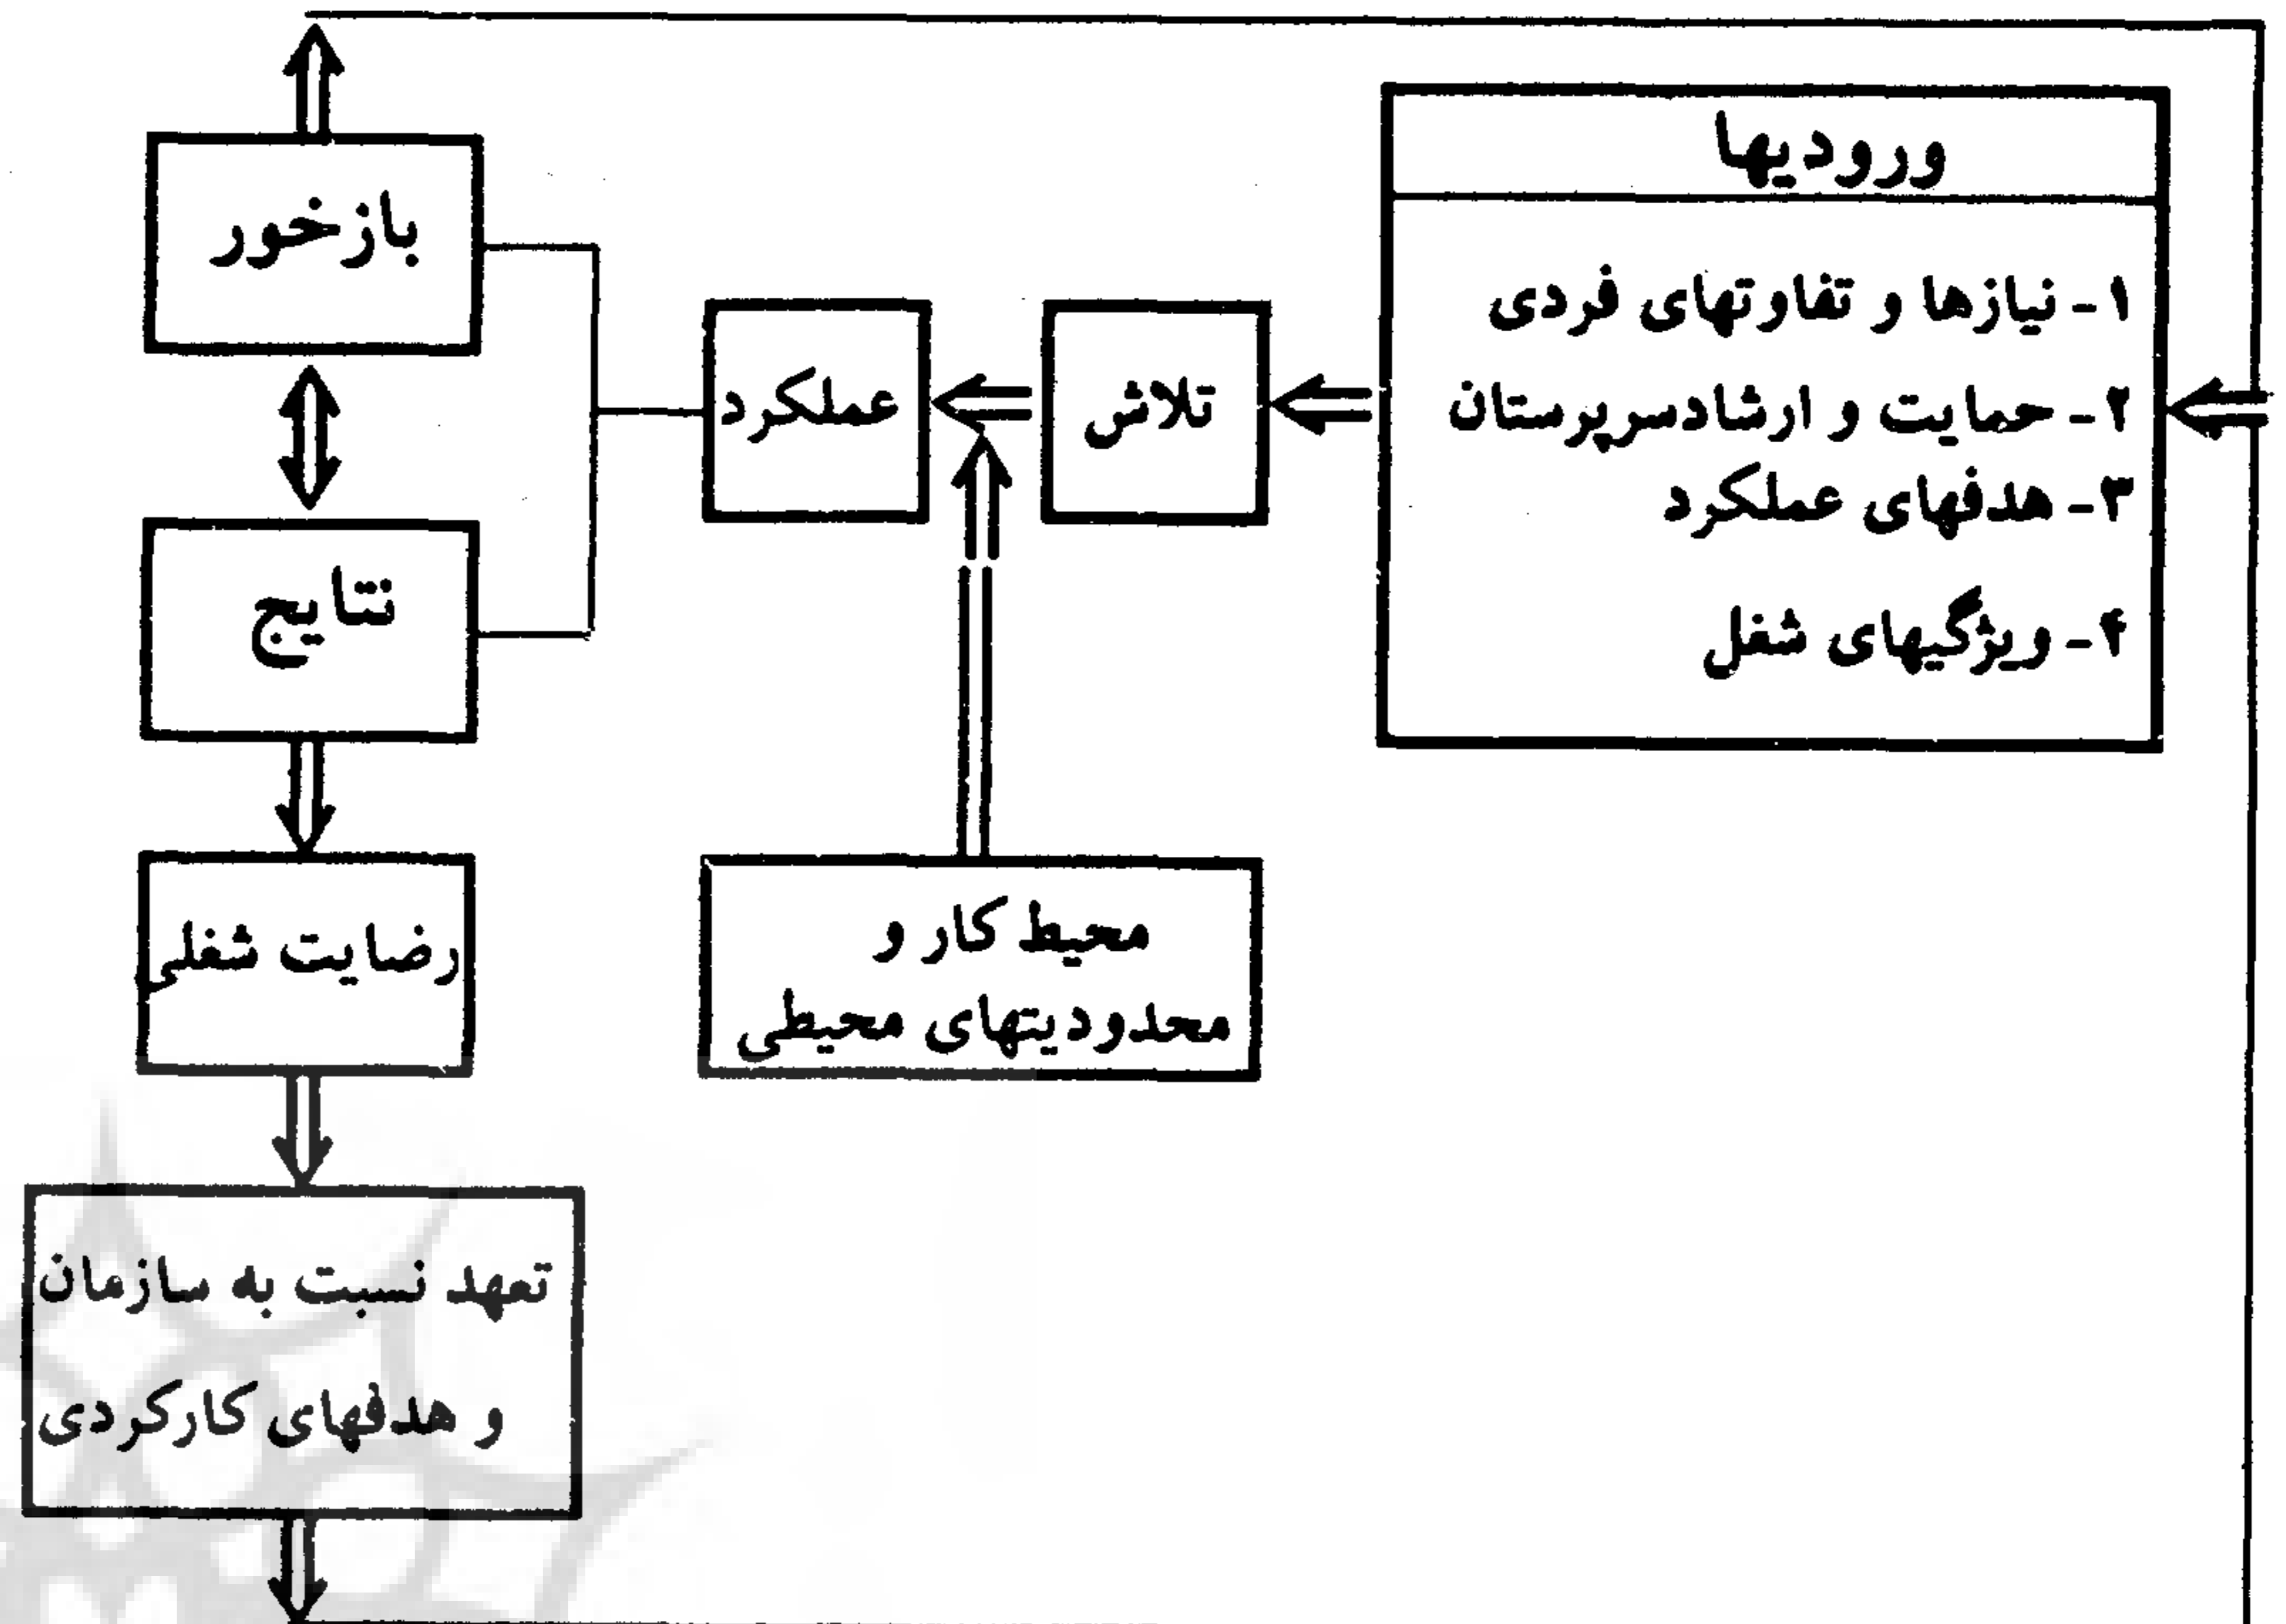 ورودیها
۱- نیازها و تفاوتهای فردی
۲- حمایت و ارشادسرپرستان
۳- هدفهای عملکرد
۴- ویژگیهای شغل
تلاش
عملکرد
محیط کار و
محدودیتهای محیطی
بازخور
نتایج
رضایت شغلی
تعهد نسبت به سازمان
و هدفهای کارکردی